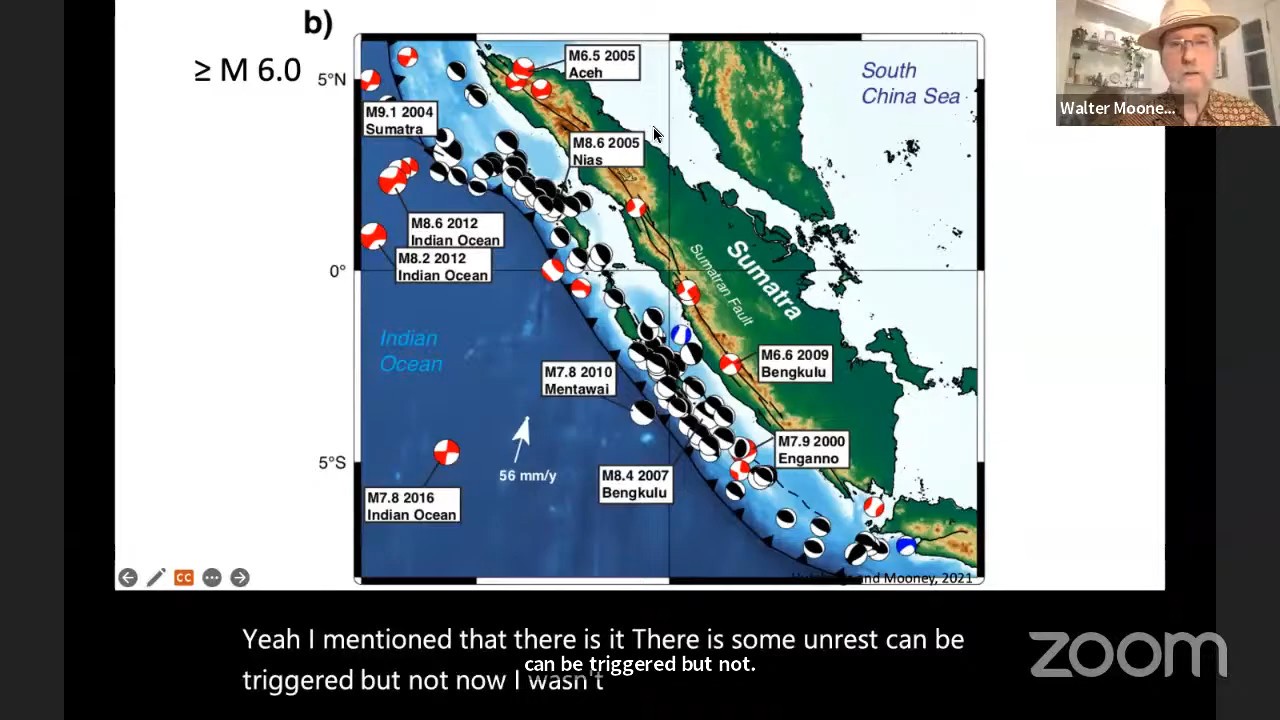 b)
≥ M 6.0
5°N
0°
5°S
M6.5 2005
Aceh
South
China Sea
M9.1 2004
Sumatra
M8.6 2005
Nias
M8.6 2012
Indian Ocean
M8.2 2012
Indian Ocean
Sumatra
Sumatran Fault
Indian
Ocean
M7.8 2010
Mentawai
M6.6 2009
Bengkulu
56 mm/y
M7.9 2000
Enganno
M8.4 2007
Bengkulu
M7.8 2016
Indian Ocean
and Mooney, 2021
CC
Walter Moone...
Yeah I mentioned that there is it There is some unrest can be
triggered but not now I wasn't
can be triggered but not.
zoom